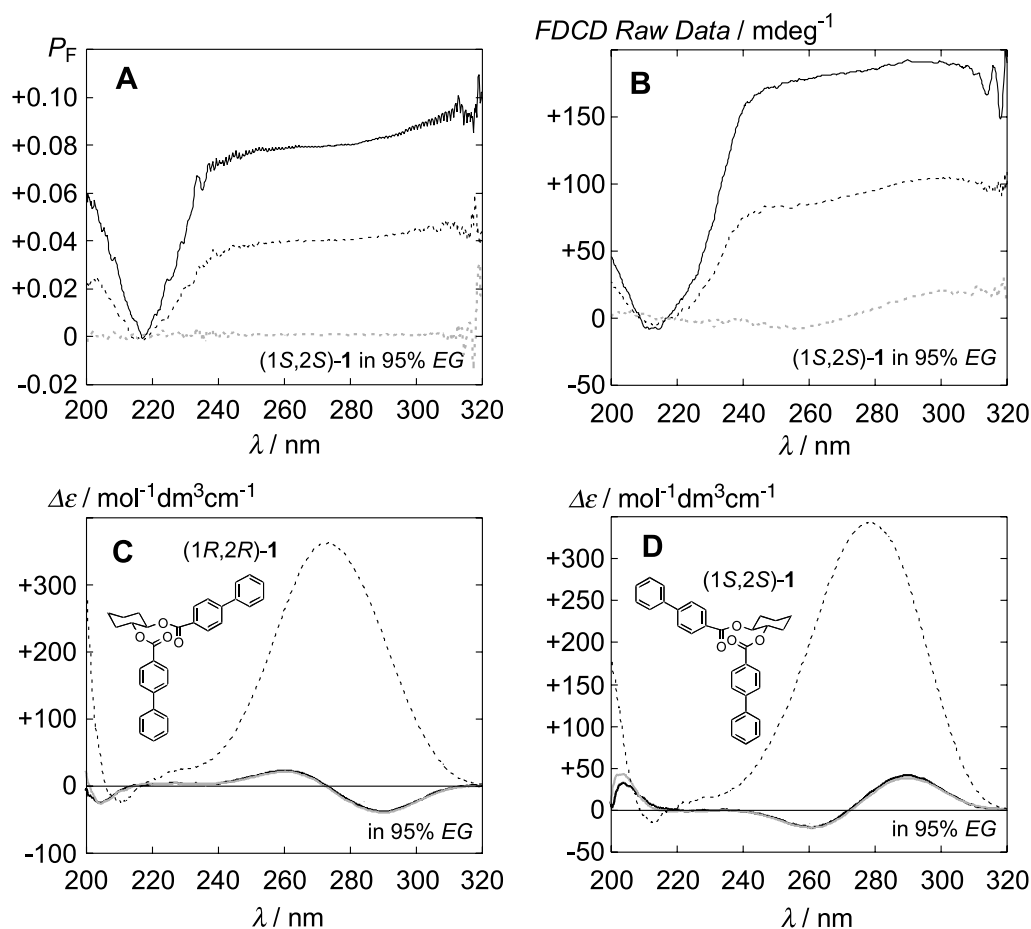 P_F
A
+0.10
+0.08
+0.06
+0.04
+0.02
0
-0.02
(1S,2S)-1 in 95% EG
200 220 240 260 280 300 320
λ / nm
FDCD Raw Data / mdeg⁻¹
B
+150
+100
+50
0
-50
(1S,2S)-1 in 95% EG
200 220 240 260 280 300 320
λ / nm
Δε / mol⁻¹dm³cm⁻¹
C
(1R,2R)-1
+300
+200
+100
0
-100
O
O
O
O
in 95% EG
200 220 240 260 280 300 320
λ / nm
Δε / mol⁻¹dm³cm⁻¹
D
(1S,2S)-1
+300
+250
+200
+150
+100
+50
0
-50
O
O
O
O
in 95% EG
200 220 240 260 280 300 320
λ / nm